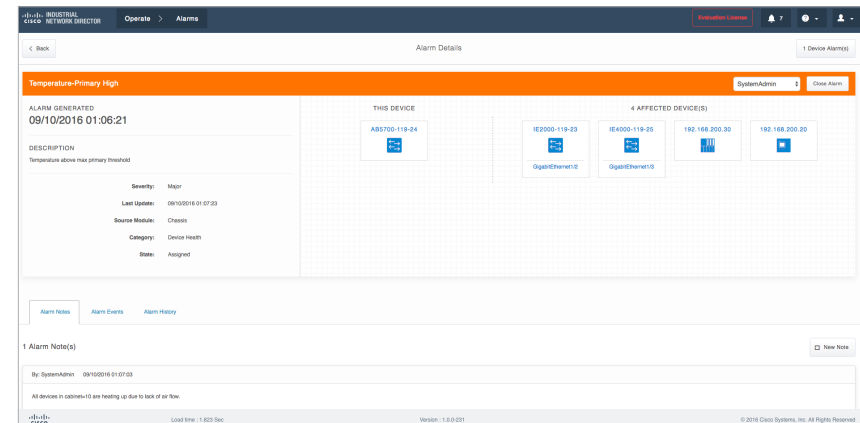 cisco INDUSTRIAL NETWORK DIRECTOR Operate > Alarms Evaluation License 7
< Back Alarm Details 1 Device Alarm(s)
Temperature-Primary High SystemAdmin Close Alarm
ALARM GENERATED
09/10/2016 01:06:21
DESCRIPTION
Temperature above max primary threshold
Severity: Major
Last Update: 09/10/2016 01:07:23
Source Module: Chassis
Category: Device Health
State: Assigned
THIS DEVICE
AB5700-119-24
4 AFFECTED DEVICE(S)
IE2000-119-23 IE4000-119-25 192.168.200.30 192.168.200.20
GigabitEthernet1/2 GigabitEthernet1/3
Alarm Notes Alarm Events Alarm History
1 Alarm Note(s) New Note
By: SystemAdmin 09/10/2016 01:07:03
All devices in cabinet=10 are heating up due to lack of air flow.
cisco Load time : 1.823 Sec Version : 1.0.0-231 © 2016 Cisco Systems, Inc. All Rights Reserved